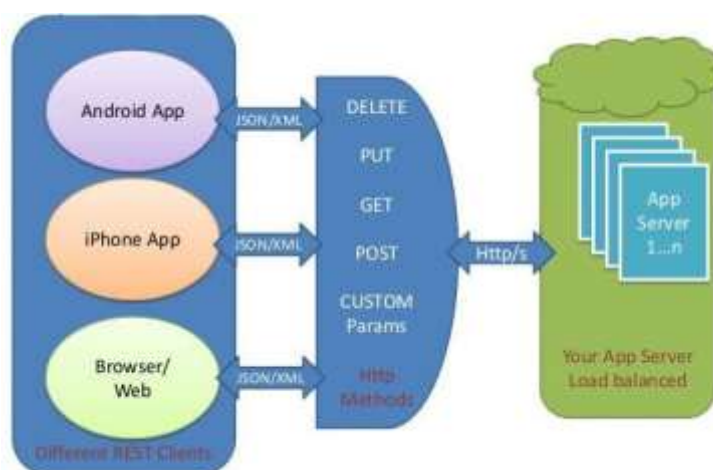 Android App
iPhone App
Browser/
Web
Different REST Clients
JSON/XML
JSON/XML
JSON/XML
DELETE
PUT
GET
POST
CUSTOM
Params
Http
Methods
Http/s
App
Server
1...n
Your App Server
Load balanced